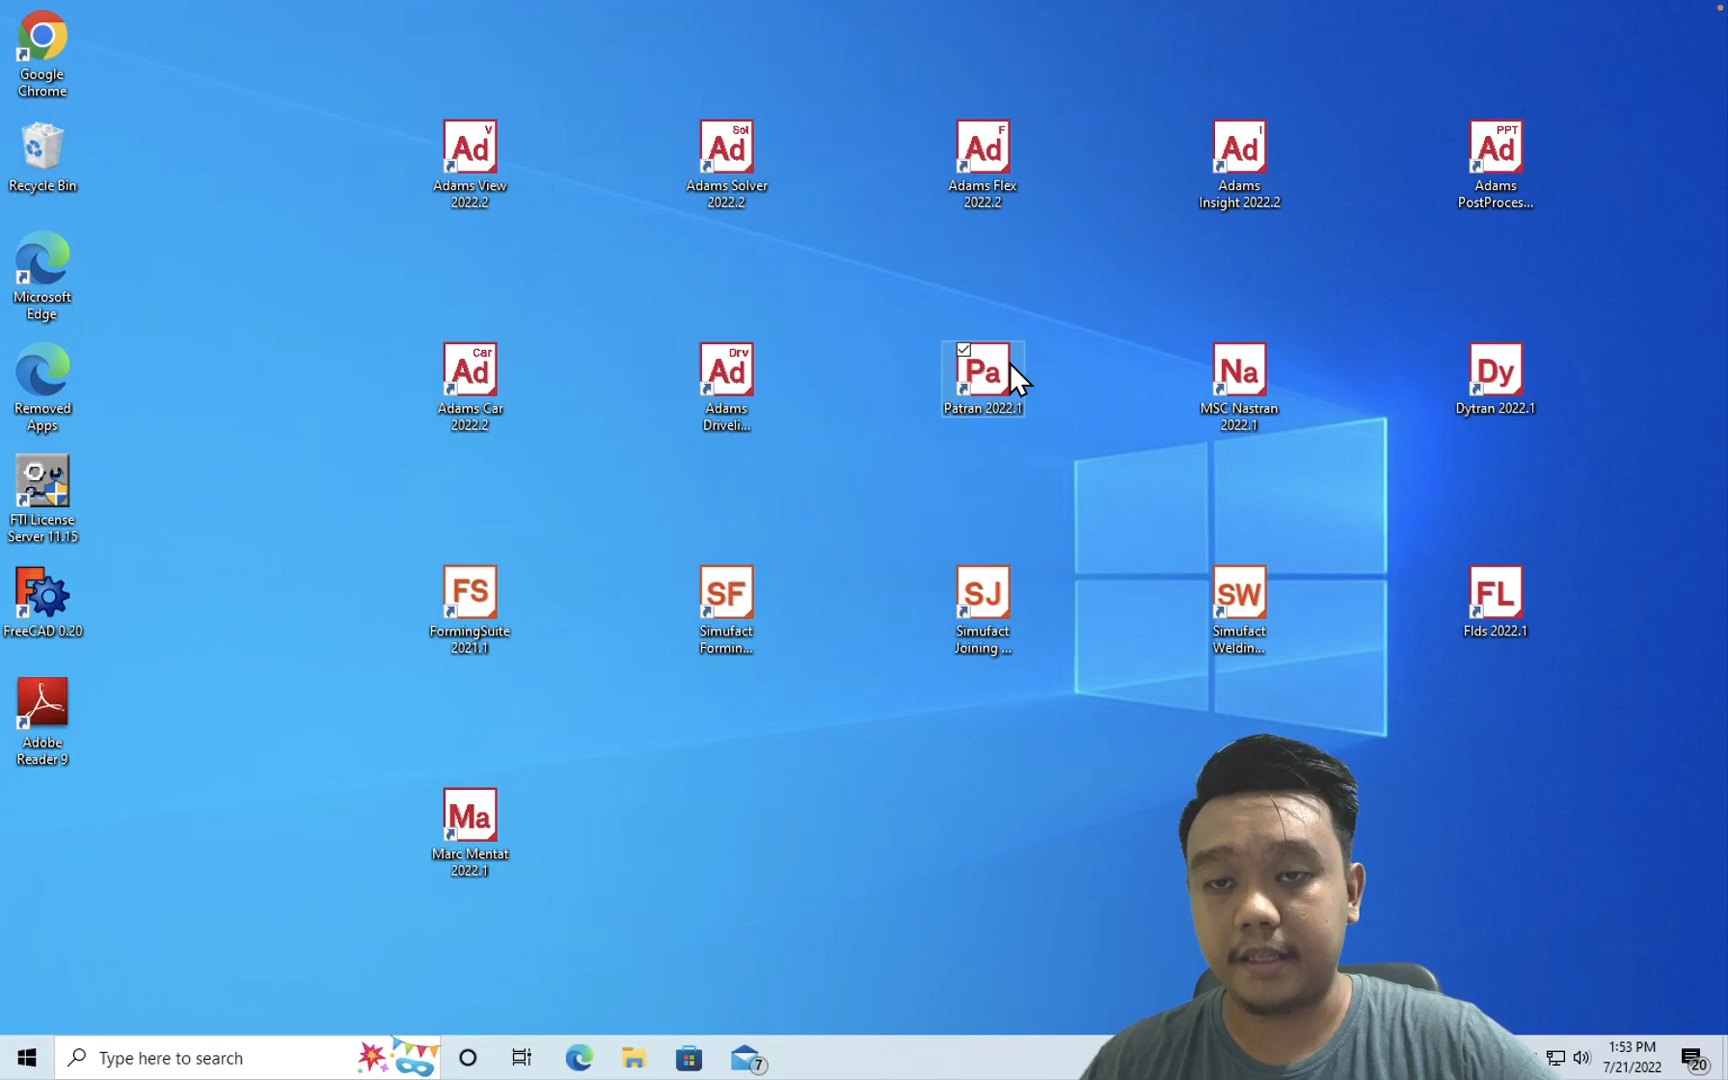 Google
Chrome
Recycle Bin
Microsoft
Edge
Removed
Apps
FTI License
Server 11.15
FreeCAD 0.20
Adobe
Reader 9
Ad V
Adams View
2022.2
Ad Sol
Adams Solver
2022.2
Ad F
Adams Flex
2022.2
Ad I
Adams
Insight 2022.2
Ad PPT
Adams
PostProces...
Ad Car
Adams Car
2022.2
Ad Drv
Adams
Driveli...
Pa
Patran 2022.1
Na
MSC Nastran
2022.1
Dy
Dytran 2022.1
FS
FormingSuite
2021.1
SF
Simufact
Formin...
SJ
Simufact
Joining ...
SW
Simufact
Weldin...
FL
Flds 2022.1
Ma
Marc Mentat
2022.1
Type here to search
7
1:53 PM
7/21/2022
20